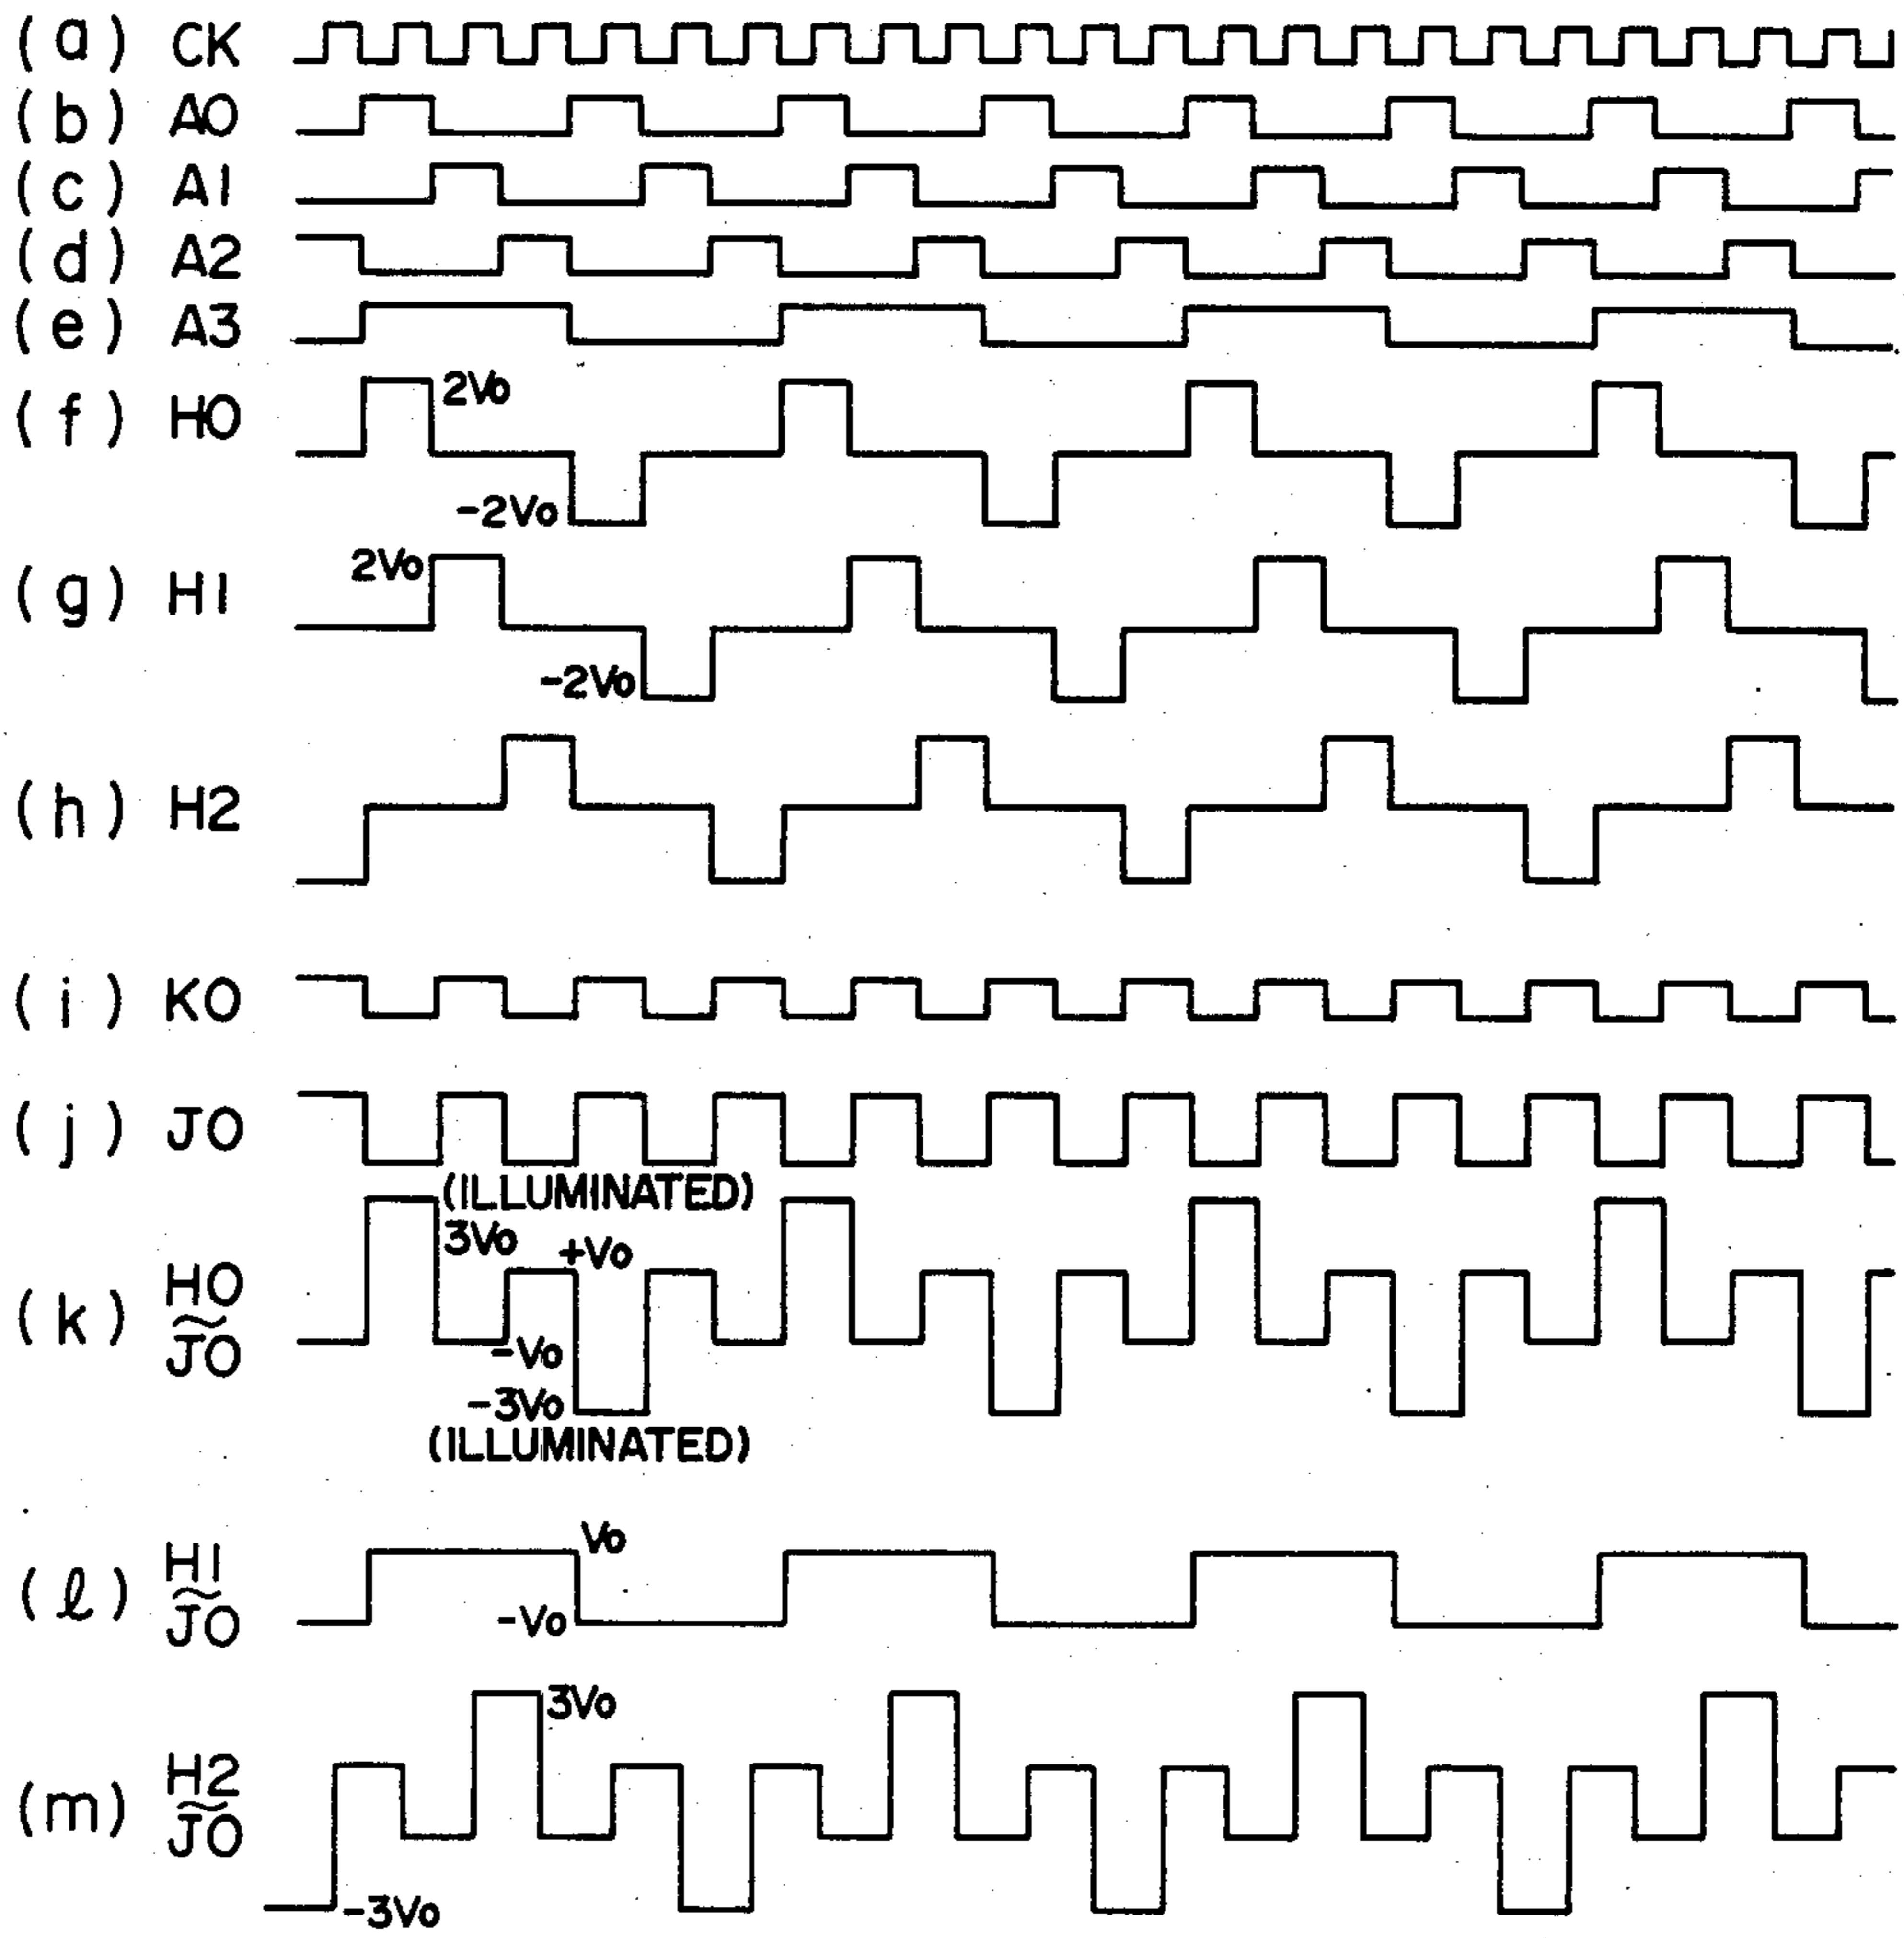 (a) CK
(b) A0
(c) A1
(d) A2
(e) A3
(f) H0
2Vo
-2Vo
(g) H1
2Vo
-2Vo
(h) H2
(i) K0
(j) J0
(ILLUMINATED)
(k) H0 ~ J0
3Vo
+Vo
-Vo
-3Vo
(ILLUMINATED)
(ℓ) H1 ~ J0
Vo
-Vo
(m) H2 ~ J0
3Vo
-3Vo